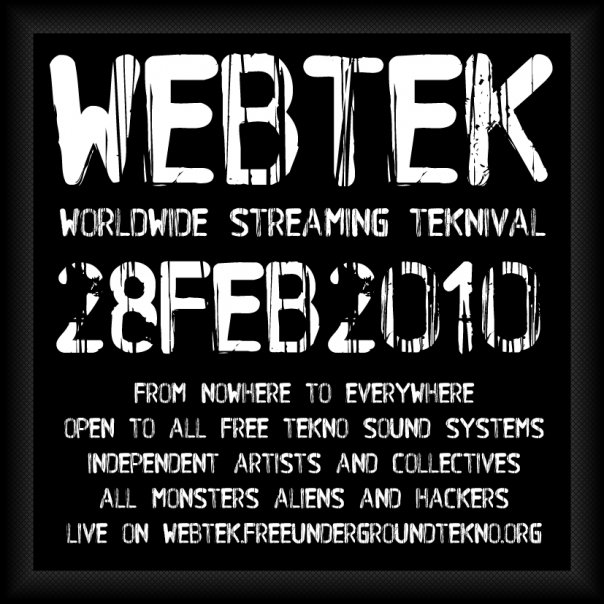 WEBTEK
WORLDWIDE STREAMING TEKNIVAL
28FEB2010
FROM NOWHERE TO EVERYWHERE
OPEN TO ALL FREE TEKNO SOUND SYSTEMS
INDEPENDENT ARTISTS AND COLLECTIVES
ALL MONSTERS ALIENS AND HACKERS
LIVE ON WEBTEK.FREEUNDERGROUNDTEKNO.ORG